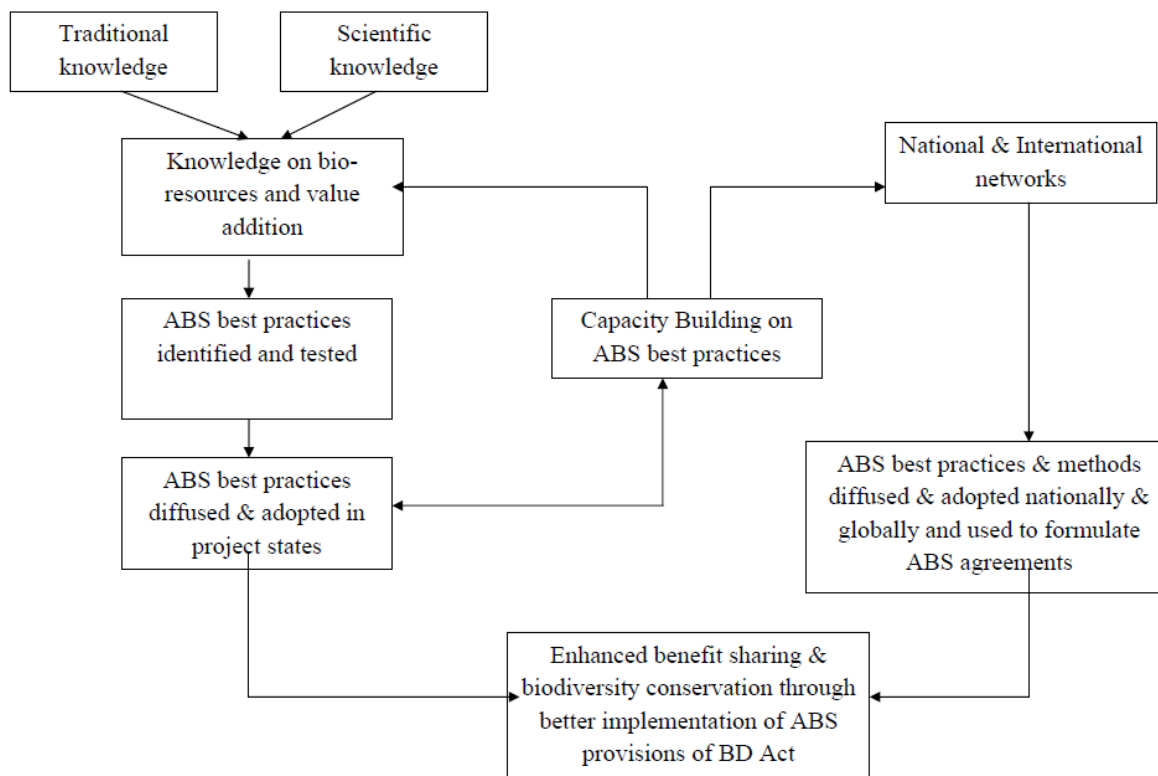 Traditional
knowledge
Scientific
knowledge
Knowledge on bio-
resources and value
addition
National & International
networks
ABS best practices
identified and tested
Capacity Building on
ABS best practices
ABS best practices
diffused & adopted in
project states
ABS best practices & methods
diffused & adopted nationally &
globally and used to formulate
ABS agreements
Enhanced benefit sharing &
biodiversity conservation through
better implementation of ABS
provisions of BD Act